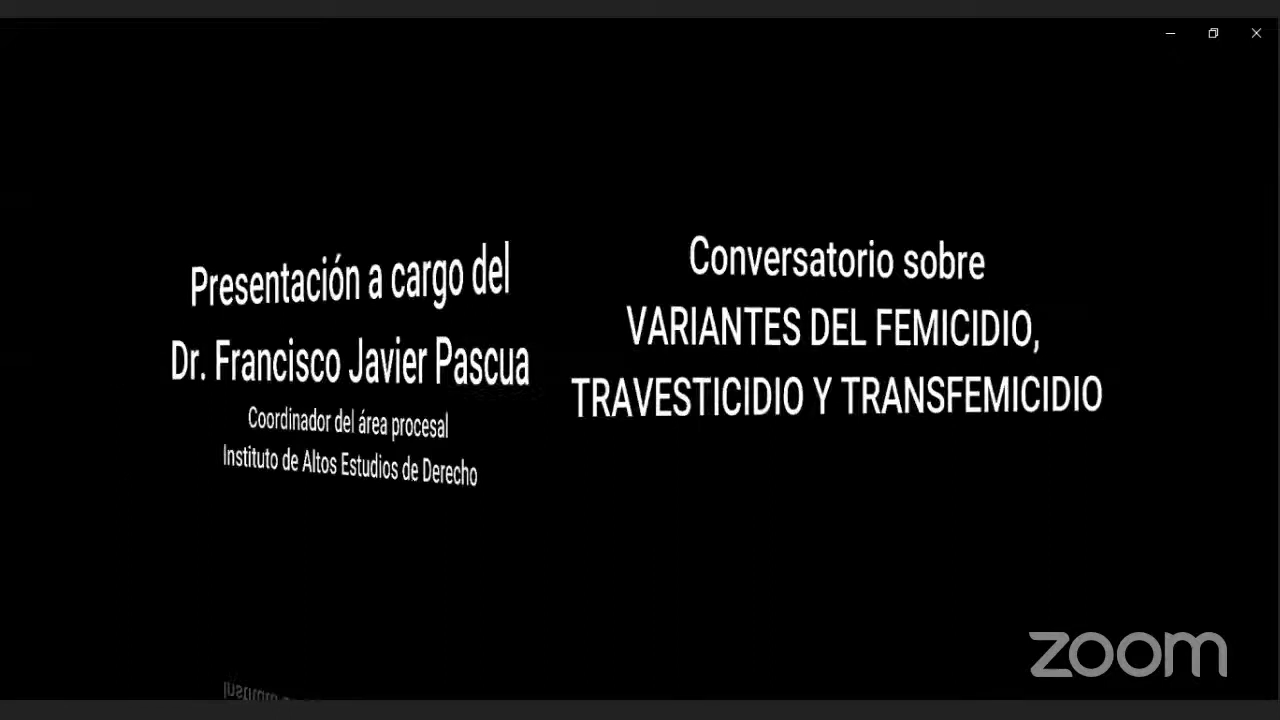 Presentación a cargo del
Dr. Francisco Javier Pascua
Coordinador del área procesal
Instituto de Altos Estudios de Derecho
Conversatorio sobre
VARIANTES DEL FEMICIDIO,
TRAVESTICIDIO Y TRANSFEMICIDIO
zoom